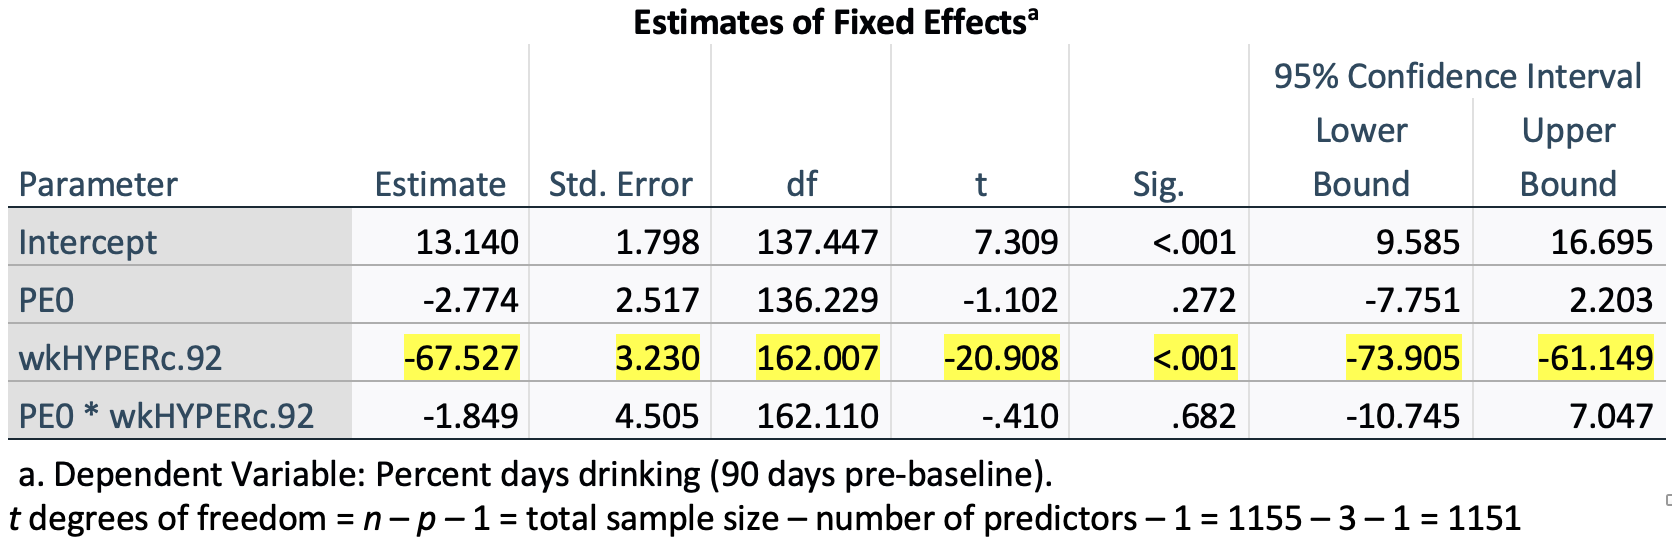 Estimates of Fixed Effectsa
95% Confidence Interval
Lower Upper
Parameter Estimate Std. Error df t Sig. Bound Bound
Intercept 13.140 1.798 137.447 7.309 <.001 9.585 16.695
PE0 -2.774 2.517 136.229 -1.102 .272 -7.751 2.203
wkHYPERc.92 -67.527 3.230 162.007 -20.908 <.001 -73.905 -61.149
PE0 * wkHYPERc.92 -1.849 4.505 162.110 -.410 .682 -10.745 7.047
a. Dependent Variable: Percent days drinking (90 days pre-baseline).
t degrees of freedom = n – p – 1 = total sample size – number of predictors – 1 = 1155 – 3 – 1 = 1151